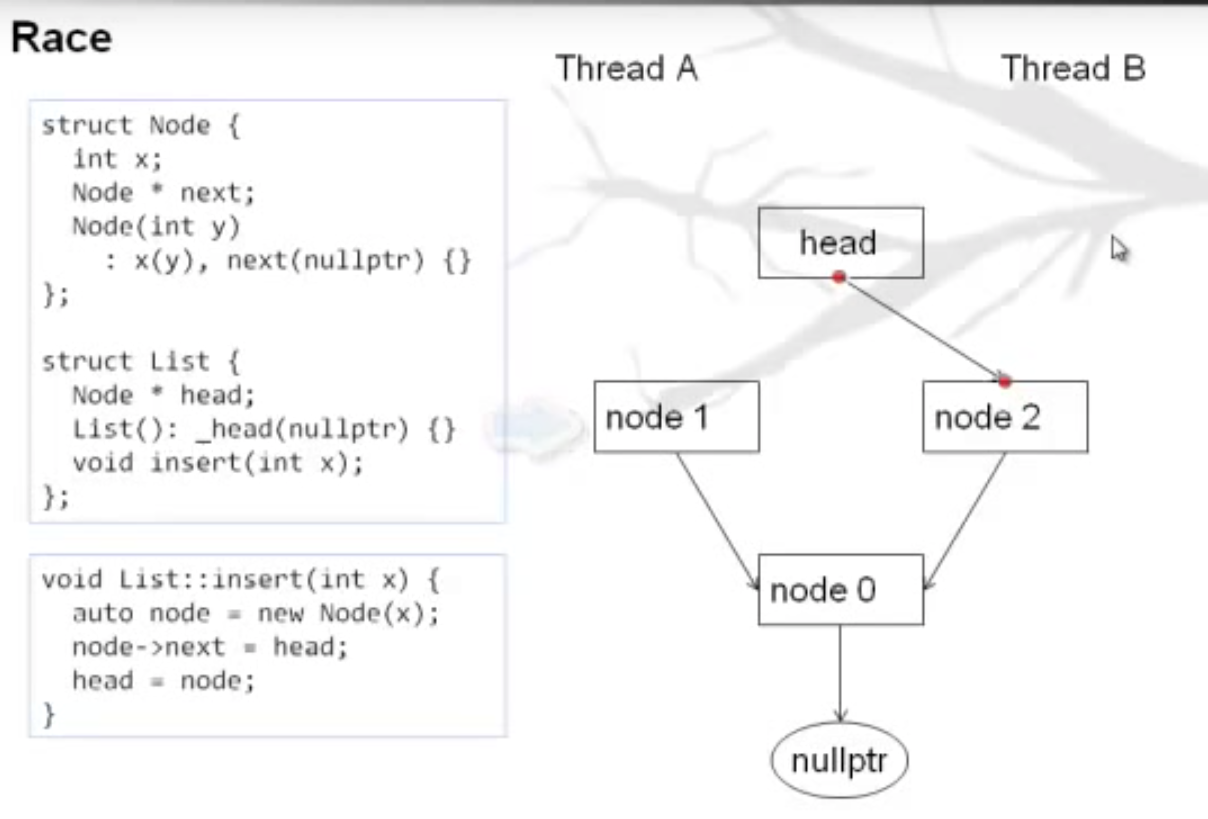 Race
Thread A
Thread B
struct Node {
  int x;
  Node * next;
  Node(int y)
    : x(y), next(nullptr) {}
};
struct List {
  Node * head;
  List(): _head(nullptr) {}
  void insert(int x);
};
void List::insert(int x) {
  auto node = new Node(x);
  node->next = head;
  head = node;
}
head
node 1
node 2
node 0
nullptr